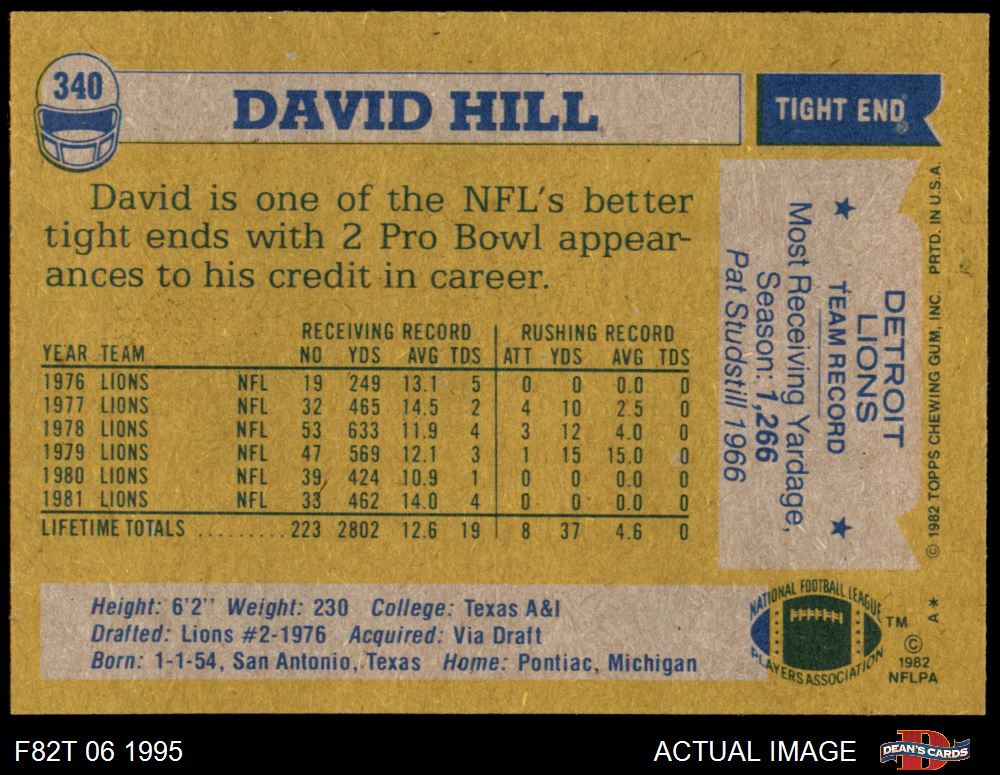 340
DAVID HILL
TIGHT END
David is one of the NFL's better
tight ends with 2 Pro Bowl appear-
ances to his credit in career.
RECEIVING RECORD RUSHING RECORD
YEAR TEAM NO YDS AVG TDS ATT YDS AVG TDS
1976 LIONS NFL 19 249 13.1 5 0 0 0.0 0
1977 LIONS NFL 32 465 14.5 2 4 10 2.5 0
1978 LIONS NFL 53 633 11.9 4 3 12 4.0 0
1979 LIONS NFL 47 569 12.1 3 1 15 15.0 0
1980 LIONS NFL 39 424 10.9 1 0 0 0.0 0
1981 LIONS NFL 33 462 14.0 4 0 0 0.0 0
LIFETIME TOTALS .......... 223 2802 12.6 19 8 37 4.6 0
DETROIT
LIONS
TEAM RECORD
Most Receiving Yardage,
Season: 1,266
Pat Studstill 1966
© 1982 TOPPS CHEWING GUM, INC. PRTD. IN U.S.A.
Height: 6'2" Weight: 230 College: Texas A&I
Drafted: Lions #2-1976 Acquired: Via Draft
Born: 1-1-54, San Antonio, Texas Home: Pontiac, Michigan
NATIONAL FOOTBALL LEAGUE
PLAYERS ASSOCIATION
TM
©
1982
NFLPA
A*
F82T 06 1995
ACTUAL IMAGE
D
DEAN'S CARDS